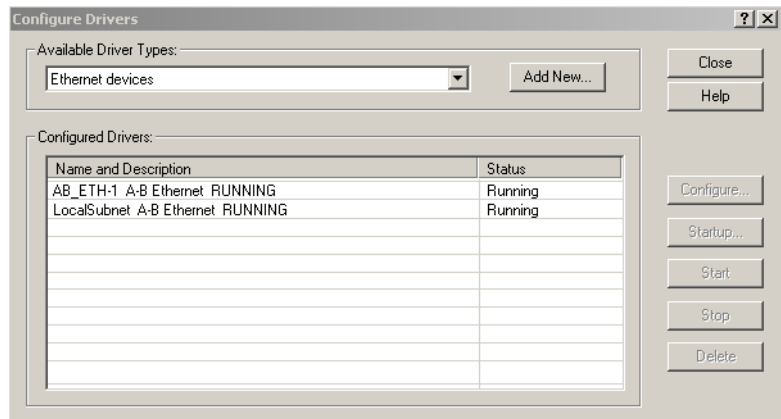 Configure Drivers
? X
Available Driver Types:
Ethernet devices
Add New...
Close
Help
Configured Drivers:
Name and Description Status
AB_ETH-1 A-B Ethernet RUNNING Running
LocalSubnet A-B Ethernet RUNNING Running
Configure...
Startup...
Start
Stop
Delete